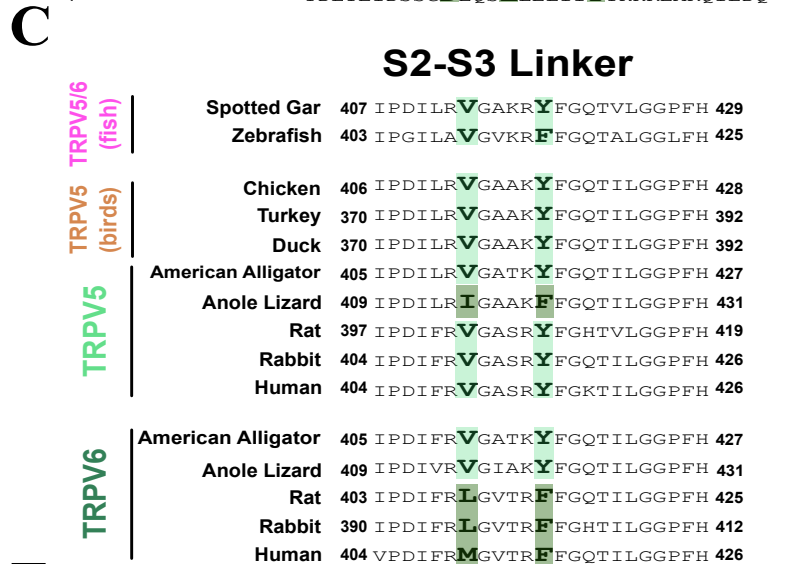 C
S2-S3 Linker
TRPV5/6
(fish)
Spotted Gar 407 IPDILRVGAKRYFGQTVLGGPFH 429
Zebrafish 403 IPGILAVGVKRFFGQTALGGLFH 425
TRPV5
(birds)
Chicken 406 IPDILRVGAAKYFGQTILGGPFH 428
Turkey 370 IPDILRVGAAKYFGQTILGGPFH 392
Duck 370 IPDILRVGAAKYFGQTILGGPFH 392
TRPV5
American Alligator 405 IPDILRVGATKYFGQTILGGPFH 427
Anole Lizard 409 IPDILRIGAAKFFGQTILGGPFH 431
Rat 397 IPDIFRVGASRYFGHTVLGGPFH 419
Rabbit 404 IPDIFRVGASRYFGQTILGGPFH 426
Human 404 IPDIFRVGASRYFGKTILGGPFH 426
TRPV6
American Alligator 405 IPDIFRVGATKYFGQTILGGPFH 427
Anole Lizard 409 IPDIVRVGIAKYFGQTILGGPFH 431
Rat 403 IPDIFRLGVTRFFGQTILGGPFH 425
Rabbit 390 IPDIFRLGVTRFFGHTILGGPFH 412
Human 404 VPDIFRMGVTRFFGQTILGGPFH 426